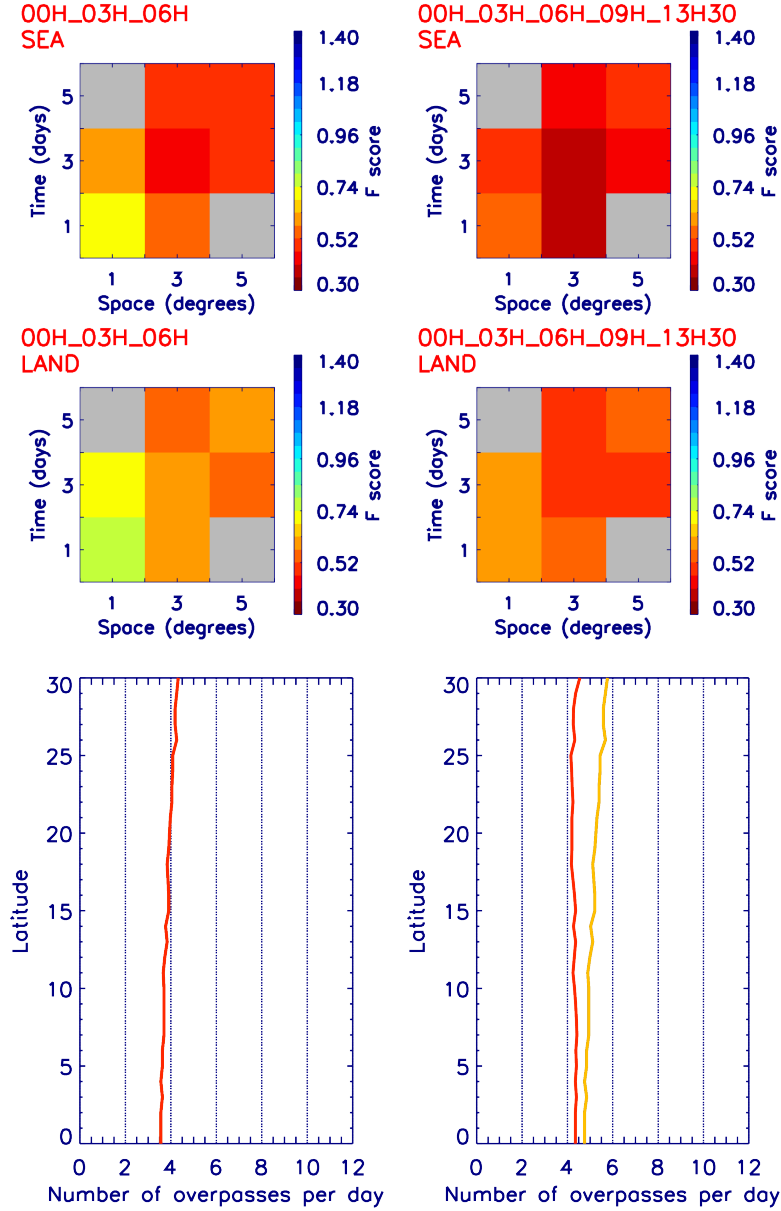 00H_03H_06H
SEA
00H_03H_06H_09H_13H30
SEA
5
3
1
Time (days)
1 3 5
Space (degrees)
1.40
1.18
0.96
0.74
0.52
0.30
F score
5
3
1
Time (days)
1 3 5
Space (degrees)
1.40
1.18
0.96
0.74
0.52
0.30
F score
00H_03H_06H
LAND
00H_03H_06H_09H_13H30
LAND
5
3
1
Time (days)
1 3 5
Space (degrees)
1.40
1.18
0.96
0.74
0.52
0.30
F score
5
3
1
Time (days)
1 3 5
Space (degrees)
1.40
1.18
0.96
0.74
0.52
0.30
F score
30
25
20
15
10
5
0
Latitude
0 2 4 6 8 10 12
Number of overpasses per day
30
25
20
15
10
5
0
Latitude
0 2 4 6 8 10 12
Number of overpasses per day